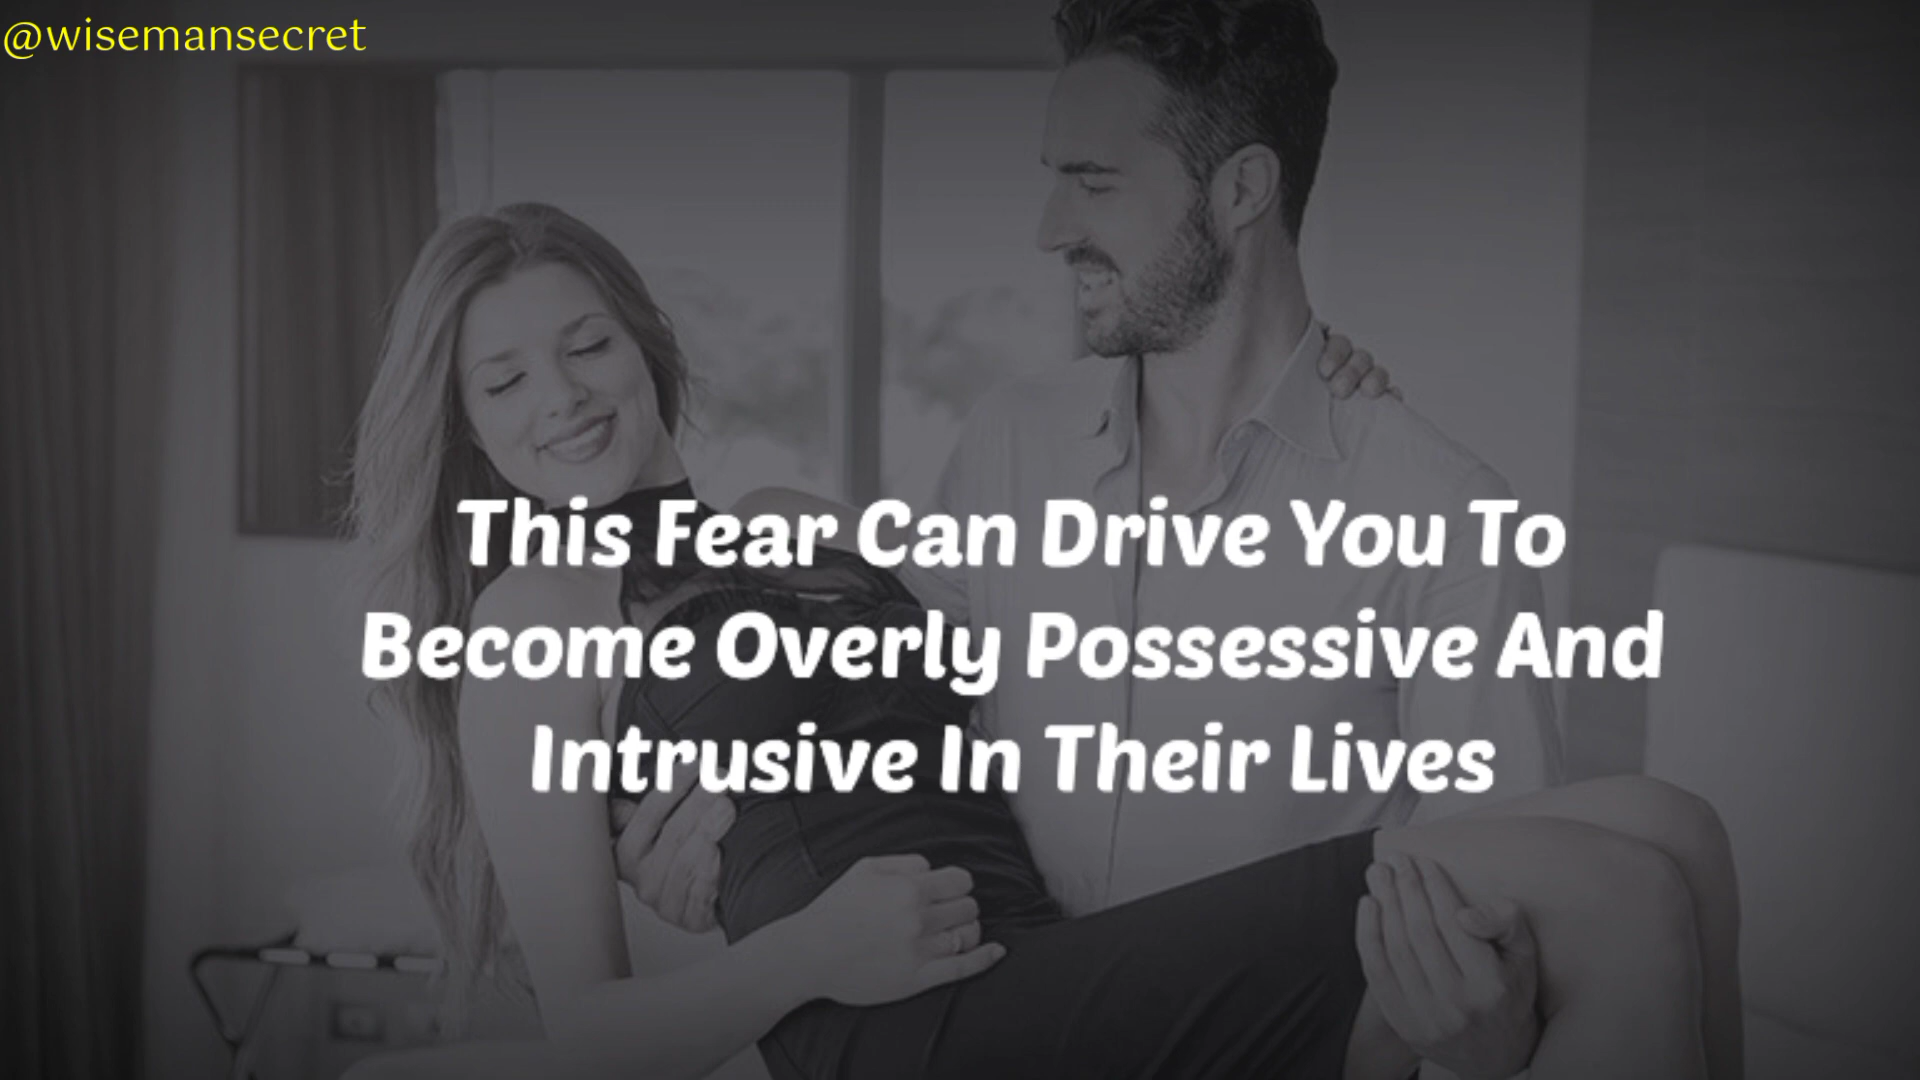 @wisemansecret
This Fear Can Drive You To
Become Overly Possessive And
Intrusive In Their Lives